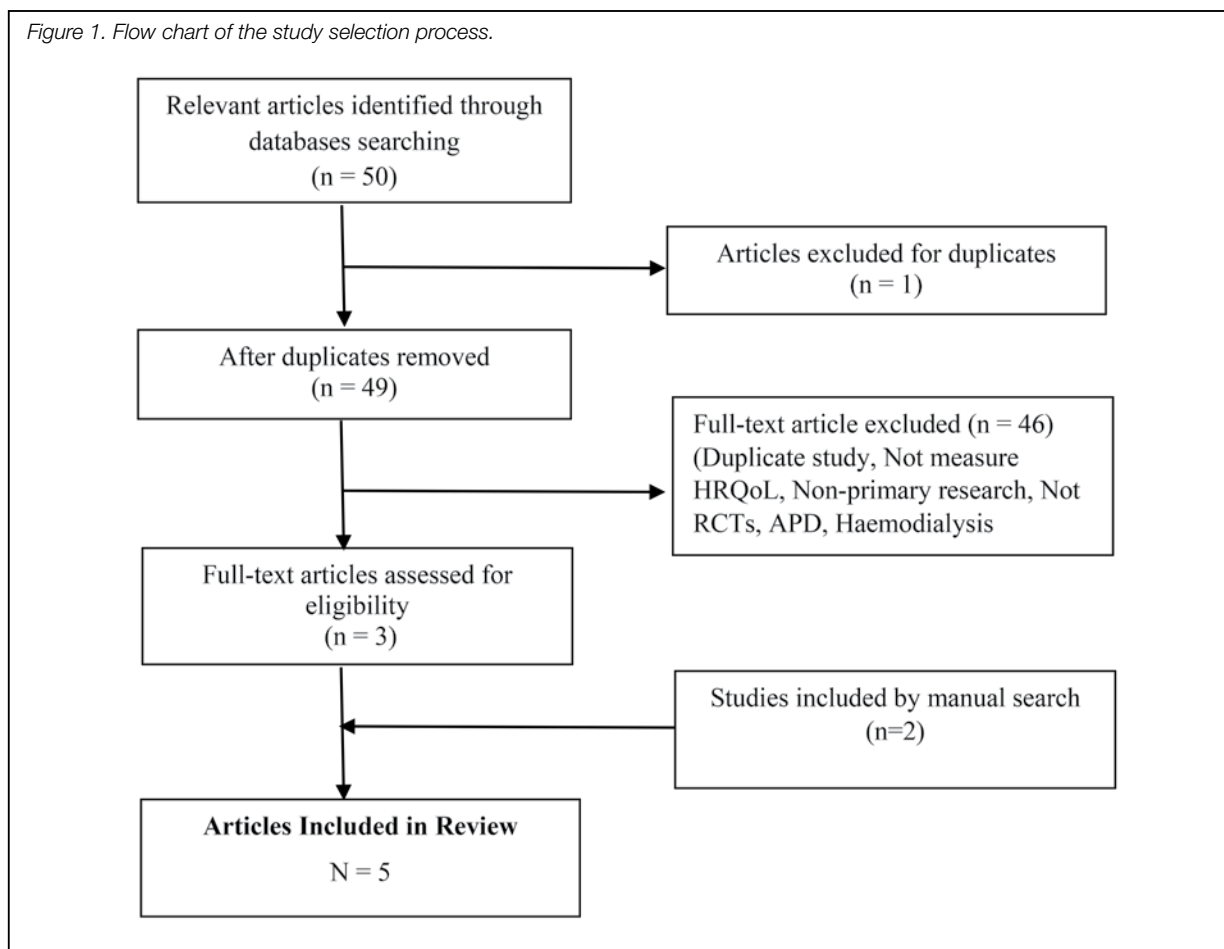 Figure 1. Flow chart of the study selection process.
Relevant articles identified through
databases searching
(n = 50)
Articles excluded for duplicates
(n = 1)
After duplicates removed
(n = 49)
Full-text article excluded (n = 46)
(Duplicate study, Not measure
HRQoL, Non-primary research, Not
RCTs, APD, Haemodialysis
Full-text articles assessed for
eligibility
(n = 3)
Studies included by manual search
(n=2)
Articles Included in Review
N = 5